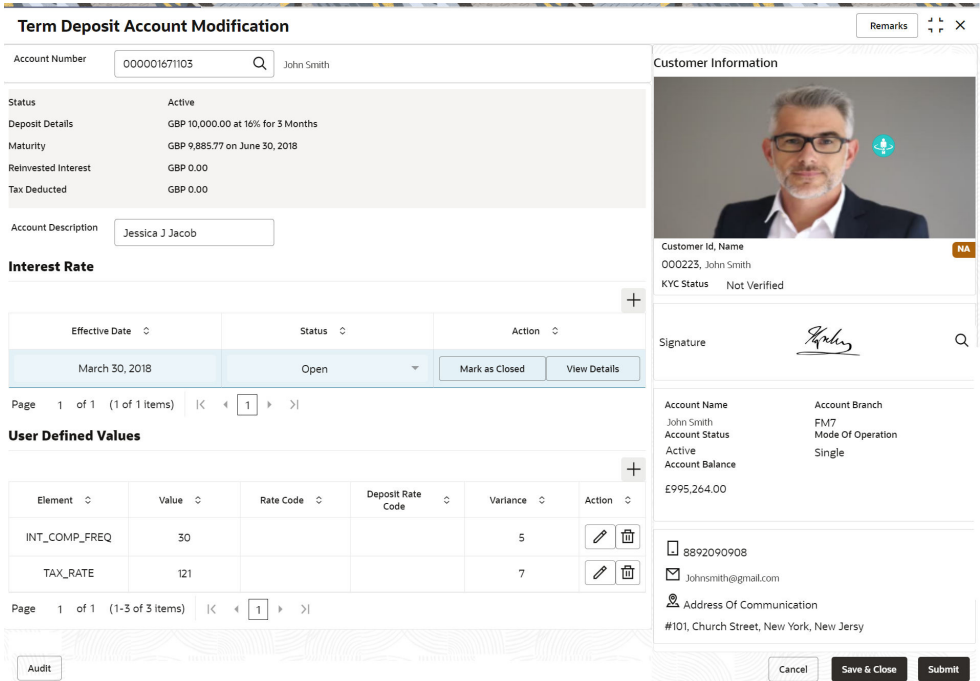 Term Deposit Account Modification
Remarks
Account Number
000001671103
John Smith
Status Active
Deposit Details GBP 10,000.00 at 16% for 3 Months
Maturity GBP 9,885.77 on June 30, 2018
Reinvested Interest GBP 0.00
Tax Deducted GBP 0.00
Account Description
Jessica J Jacob
Interest Rate
Effective Date Status Action
March 30, 2018 Open Mark as Closed View Details
Page 1 of 1 (1 of 1 items) 1
User Defined Values
Element Value Rate Code Deposit Rate Code Variance Action
INT_COMP_FREQ 30 5
TAX_RATE 121 7
Page 1 of 1 (1-3 of 3 items) 1
Audit
Customer Information
Customer Id, Name
NA
000223, John Smith
KYC Status Not Verified
Signature
Account Name Account Branch
John Smith FM7
Account Status Mode Of Operation
Active Single
Account Balance
£995,264.00
8892090908
Johnsmith@gmail.com
Address Of Communication
#101, Church Street, New York, New Jersy
Cancel Save & Close Submit